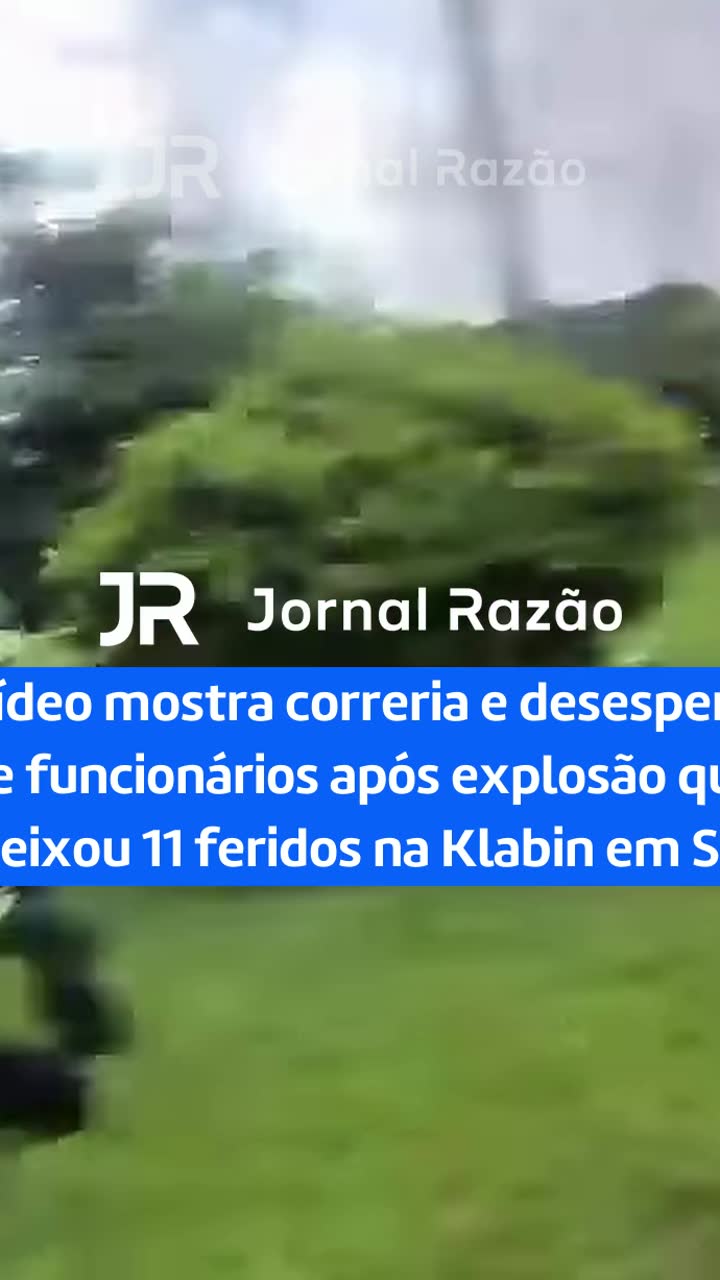 JR Jornal Razão
JR Jornal Razão
ídeo mostra correria e desesper
e funcionários após explosão qu
eixou 11 feridos na Klabin em S